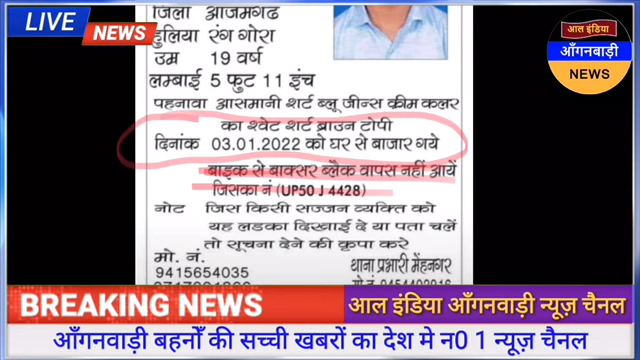 LIVE NEWS
आल इंडिया
आँगनबाड़ी
NEWS
जिला आजमगढ
हुलिया रंग गोरा
उम्र 19 वर्ष
लम्बाई 5 फुट 11 इंच
पहनावा आसमानी शर्ट ब्लू जीन्स क्रीम कलर
का श्वेट शर्ट ब्राउन टोपी
दिनांक 03.01.2022 को घर से बाजार गये
बाइक से बाक्सर ब्लैक वापस नहीं आयें
जिसका नं (UP50 J 4428)
नोट जिस किसी सज्जन व्यक्ति को
यह लडका दिखाई दे या पता चलें
तो सूचना देने की कृपा करे
मो. नं.
9415654035
थाना प्रभारी मेंहनगर
BREAKING NEWS
आल इंडिया आँगनवाड़ी न्यूज़ चैनल
आँगनवाड़ी बहनोँ की सच्ची खबरों का देश मे न0 1 न्यूज़ चैनल